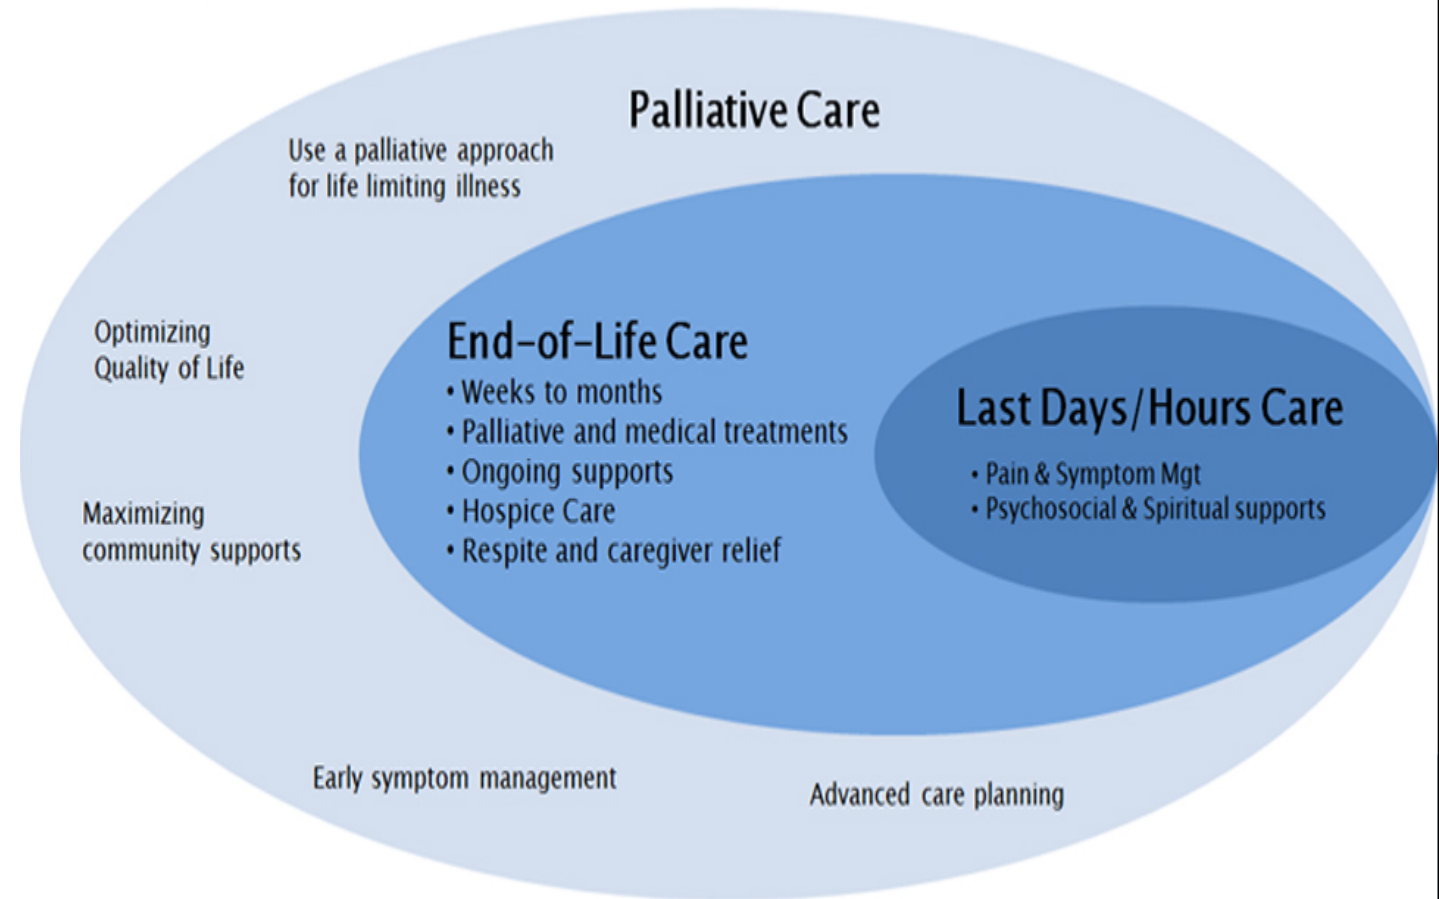 Palliative Care
Use a palliative approach
for life limiting illness
Optimizing
Quality of Life
Maximizing
community supports
End-of-Life Care
• Weeks to months
• Palliative and medical treatments
• Ongoing supports
• Hospice Care
• Respite and caregiver relief
Last Days/Hours Care
• Pain & Symptom Mgt
• Psychosocial & Spiritual supports
Early symptom management
Advanced care planning